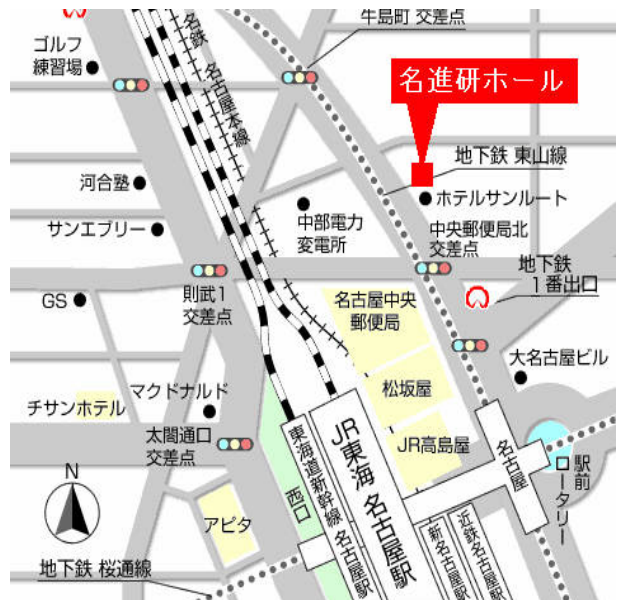 牛島町 交差点
ゴルフ
練習場
名鉄 名古屋本線
名進研ホール
地下鉄 東山線
河合塾
ホテルサンルート
サンエブリー
中部電力
変電所
中央郵便局北
交差点
地下鉄
1番出口
則武1
交差点
GS
名古屋中央
郵便局
大名古屋ビル
松坂屋
マクドナルド
チサンホテル
太閤通口
交差点
JR高島屋
名古屋
駅前
ロータリー
N
アピタ
西口
東海道新幹線 名古屋駅
JR東海 名古屋駅
新名古屋駅
近鉄名古屋駅
地下鉄 桜通線